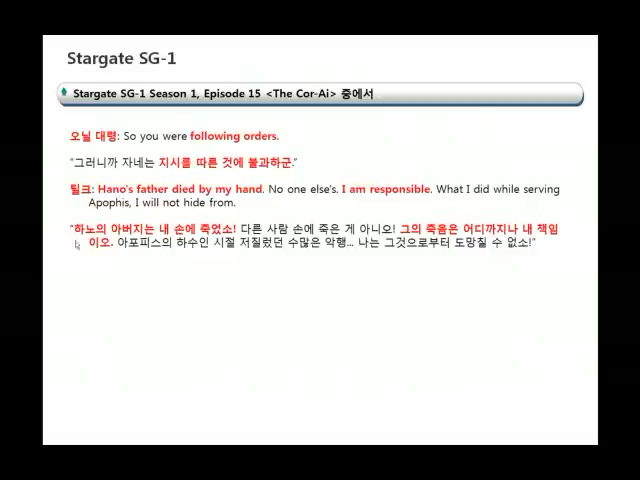 Stargate SG-1
Stargate SG-1 Season 1, Episode 15 <The Cor-Ai> 중에서
오닐 대령: So you were following orders.
"그러니까 자네는 지시를 따른 것에 불과하군."
틸크: Hano's father died by my hand. No one else's. I am responsible. What I did while serving
Apophis, I will not hide from.
"하노의 아버지는 내 손에 죽었소! 다른 사람 손에 죽은 게 아니오! 그의 죽음은 어디까지나 내 책임
이오. 아포피스의 하수인 시절 저질렀던 수많은 악행... 나는 그것으로부터 도망칠 수 없소!"